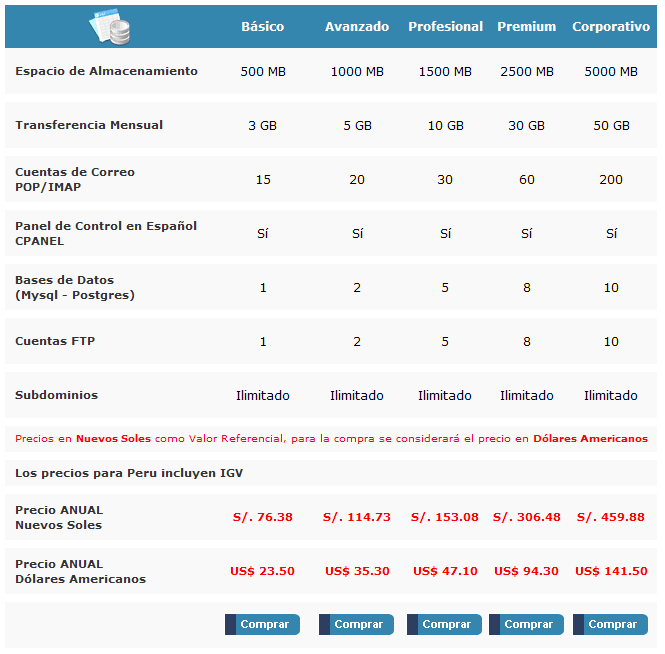 Básico Avanzado Profesional Premium Corporativo
Espacio de Almacenamiento 500 MB 1000 MB 1500 MB 2500 MB 5000 MB
Transferencia Mensual 3 GB 5 GB 10 GB 30 GB 50 GB
Cuentas de Correo
POP/IMAP 15 20 30 60 200
Panel de Control en Español
CPANEL Sí Sí Sí Sí Sí
Bases de Datos
(Mysql - Postgres) 1 2 5 8 10
Cuentas FTP 1 2 5 8 10
Subdominios Ilimitado Ilimitado Ilimitado Ilimitado Ilimitado
Precios en Nuevos Soles como Valor Referencial, para la compra se considerará el precio en Dólares Americanos
Los precios para Peru incluyen IGV
Precio ANUAL
Nuevos Soles S/. 76.38 S/. 114.73 S/. 153.08 S/. 306.48 S/. 459.88
Precio ANUAL
Dólares Americanos US$ 23.50 US$ 35.30 US$ 47.10 US$ 94.30 US$ 141.50
Comprar Comprar Comprar Comprar Comprar